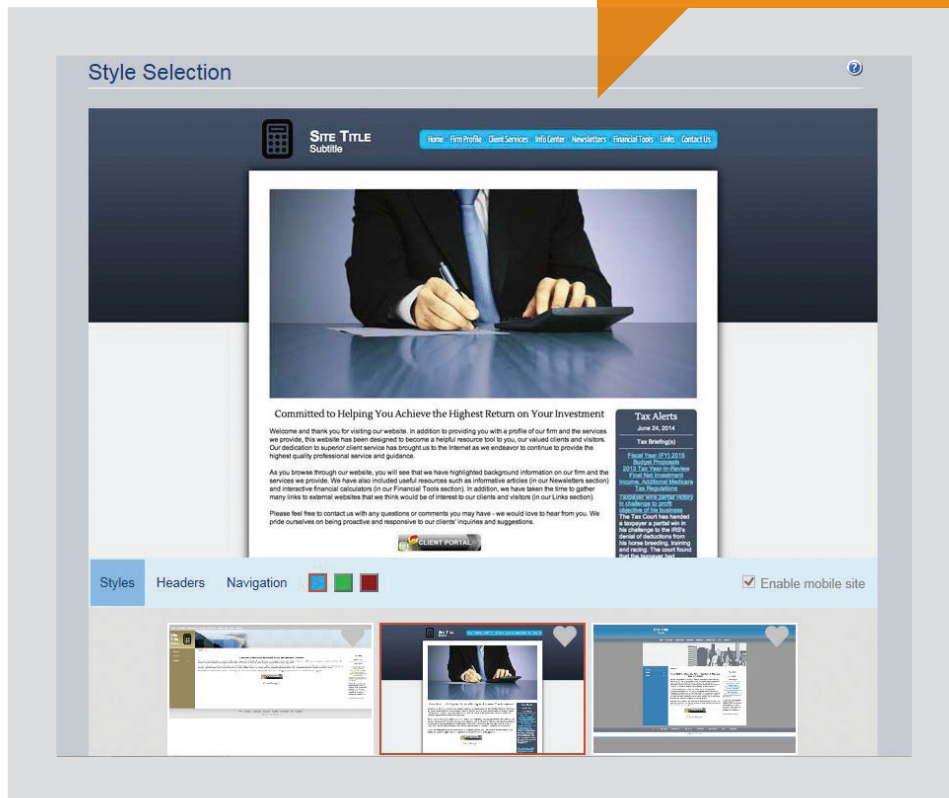 Style Selection
?
SITE TITLE
Subtitle
Home Firm Profile Client Services Info Center Newsletters Financial Tools Links Contact Us
Committed to Helping You Achieve the Highest Return on Your Investment
Welcome and thank you for visiting our website. In addition to providing you with a profile of our firm and the services
we provide, this website has been designed to become a helpful resource tool to you, our valued clients and visitors.
Our dedication to superior client service has brought us to the Internet as we endeavor to continue to provide the
highest quality professional service and guidance.
As you browse through our website, you will see that we have highlighted background information on our firm and the
services we provide. We have also included useful resources such as informative articles (in our Newsletters section)
and interactive financial calculators (in our Financial Tools section). In addition, we have taken the time to gather
many links to external websites that we think would be of interest to our clients and visitors (in our Links section).
Please feel free to contact us with any questions or comments you may have - we would love to hear from you. We
pride ourselves on being proactive and responsive to our clients' inquiries and suggestions.
CLIENT PORTAL
Tax Alerts
June 24, 2014
Tax Briefing(s)
Fiscal Year (FY) 2015
Budget Proposals
2013 Tax Year-in-Review
Final Net Investment
Income, Additional Medicare
Tax Regulations
Taxpayer wins partial victory
in challenge to profit
objective of his business
The Tax Court has handed
a taxpayer a partial win in
his challenge to the IRS's
denial of deductions from
his horse breeding, training
and racing. The court found
that the taxpayer had
Styles Headers Navigation
Enable mobile site